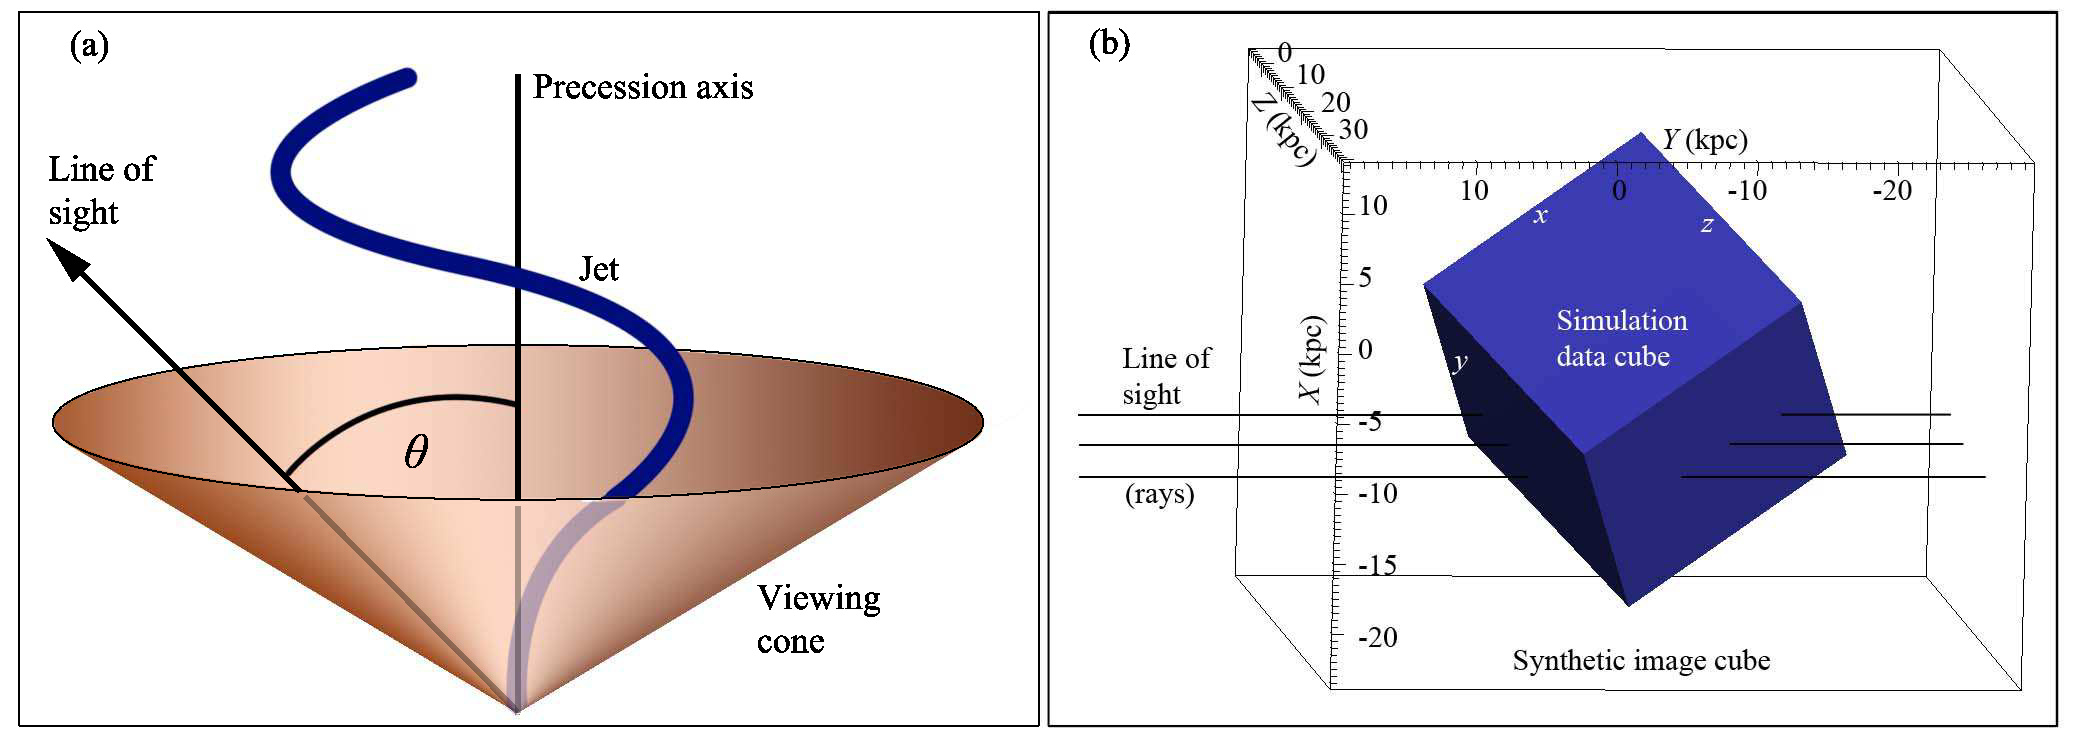 (a)
Precession axis
Line of
sight
Jet
θ
Viewing
cone
(b)
0
10
20
30
Z (kpc)
Y (kpc)
10
0
-10
-20
x
z
10
5
0
-5
-10
-15
-20
X (kpc)
Simulation
data cube
y
Line of
sight
(rays)
Synthetic image cube